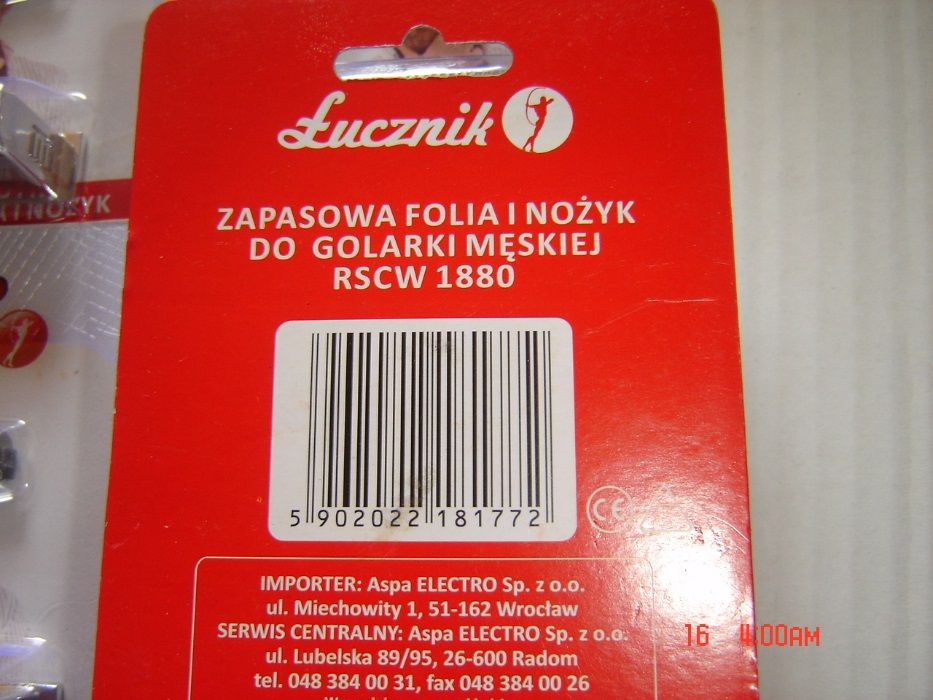 Łucznik
ZAPASOWA FOLIA I NOŻYK
DO GOLARKI MĘSKIEJ
RSCW 1880
5 902022 181772
CE
IMPORTER: Aspa ELECTRO Sp. z o.o.
ul. Miechowity 1, 51-162 Wrocław
SERWIS CENTRALNY: Aspa ELECTRO Sp. z o.o.
ul. Lubelska 89/95, 26-600 Radom
tel. 048 384 00 31, fax 048 384 00 26
I NOŻYK
16 4:00AM